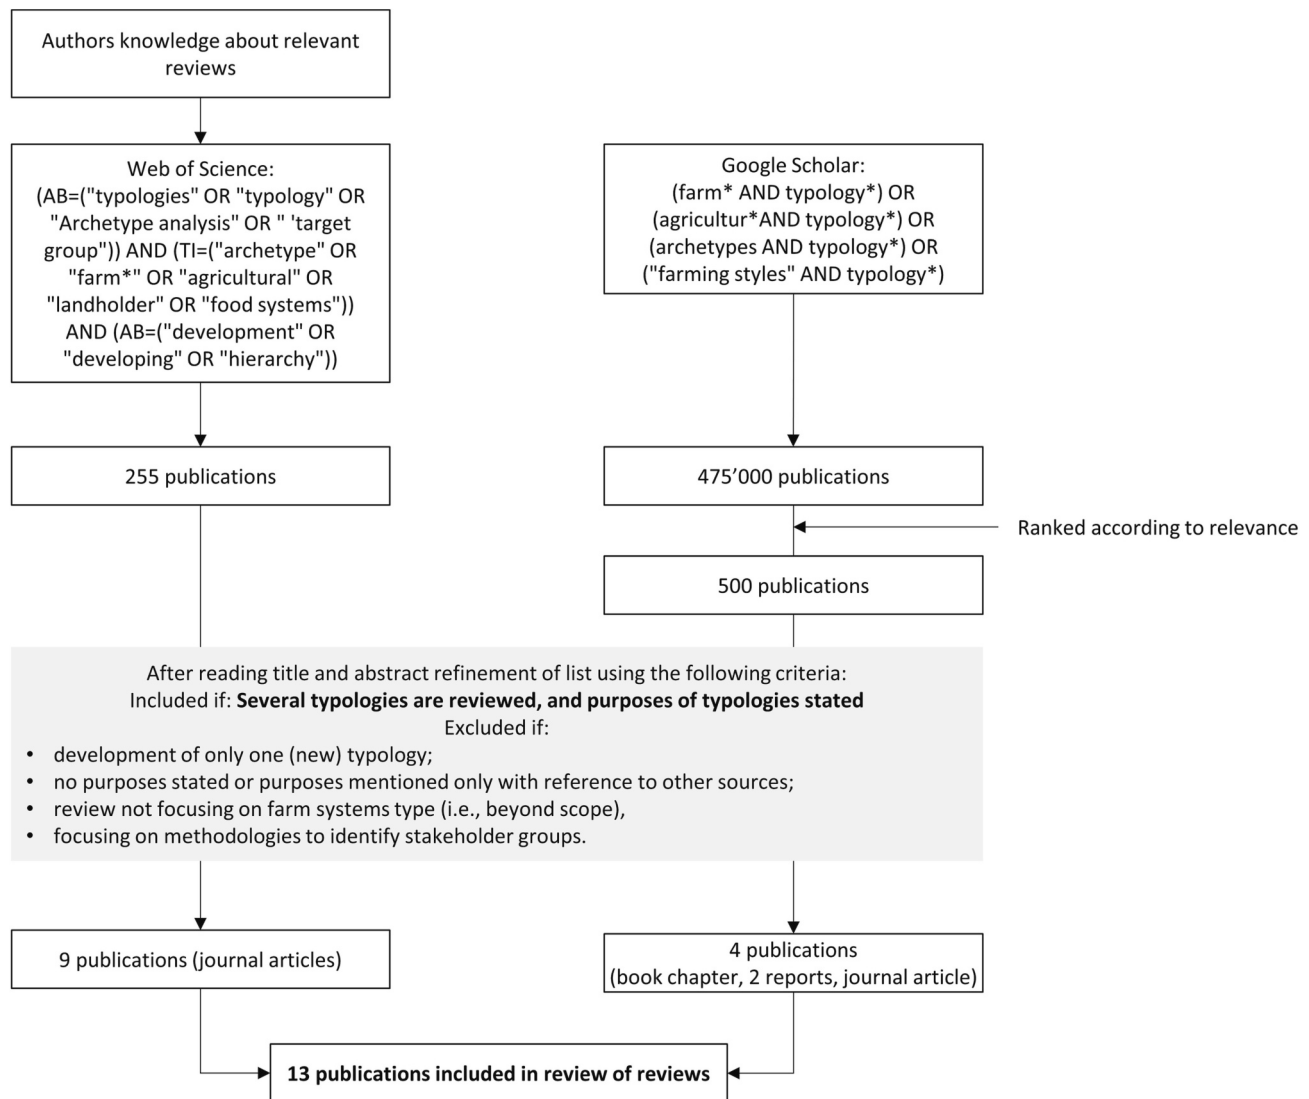 Authors knowledge about relevant
reviews
Web of Science:
(AB=("typologies" OR "typology" OR
"Archetype analysis" OR " 'target
group")) AND (TI=("archetype" OR
"farm*" OR "agricultural" OR
"landholder" OR "food systems"))
AND (AB=("development" OR
"developing" OR "hierarchy"))
Google Scholar:
(farm* AND typology*) OR
(agricultur*AND typology*) OR
(archetypes AND typology*) OR
("farming styles" AND typology*)
255 publications
475’000 publications
Ranked according to relevance
500 publications
After reading title and abstract refinement of list using the following criteria:
Included if: Several typologies are reviewed, and purposes of typologies stated
Excluded if:
• development of only one (new) typology;
• no purposes stated or purposes mentioned only with reference to other sources;
• review not focusing on farm systems type (i.e., beyond scope),
• focusing on methodologies to identify stakeholder groups.
9 publications (journal articles)
4 publications
(book chapter, 2 reports, journal article)
13 publications included in review of reviews